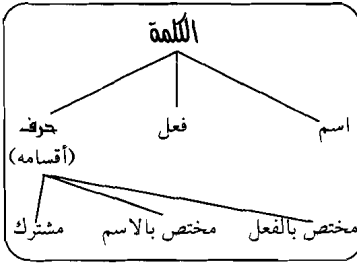 الكلمة
اسم فعل حرف
(أقسامه)
مختص بالفعل مختص بالاسم مشترك